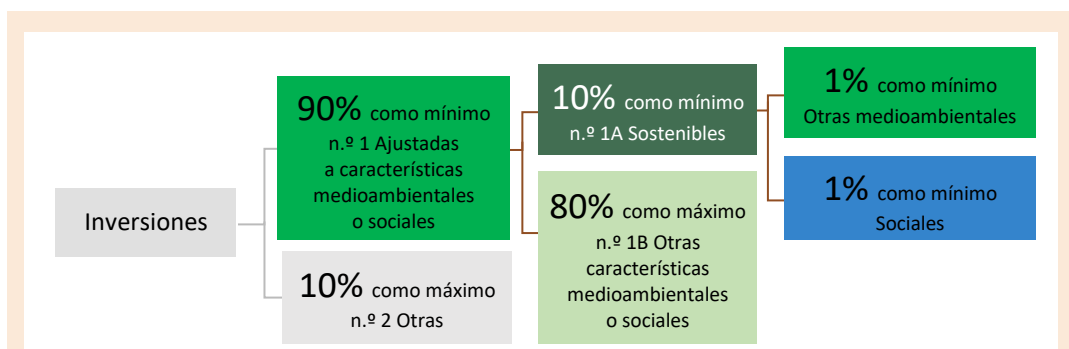 Inversiones
90% como mínimo
n.º 1 Ajustadas
a características
medioambientales
o sociales
10% como máximo
n.º 2 Otras
10% como mínimo
n.º 1A Sostenibles
80% como máximo
n.º 1B Otras
características
medioambientales
o sociales
1% como mínimo
Otras medioambientales
1% como mínimo
Sociales